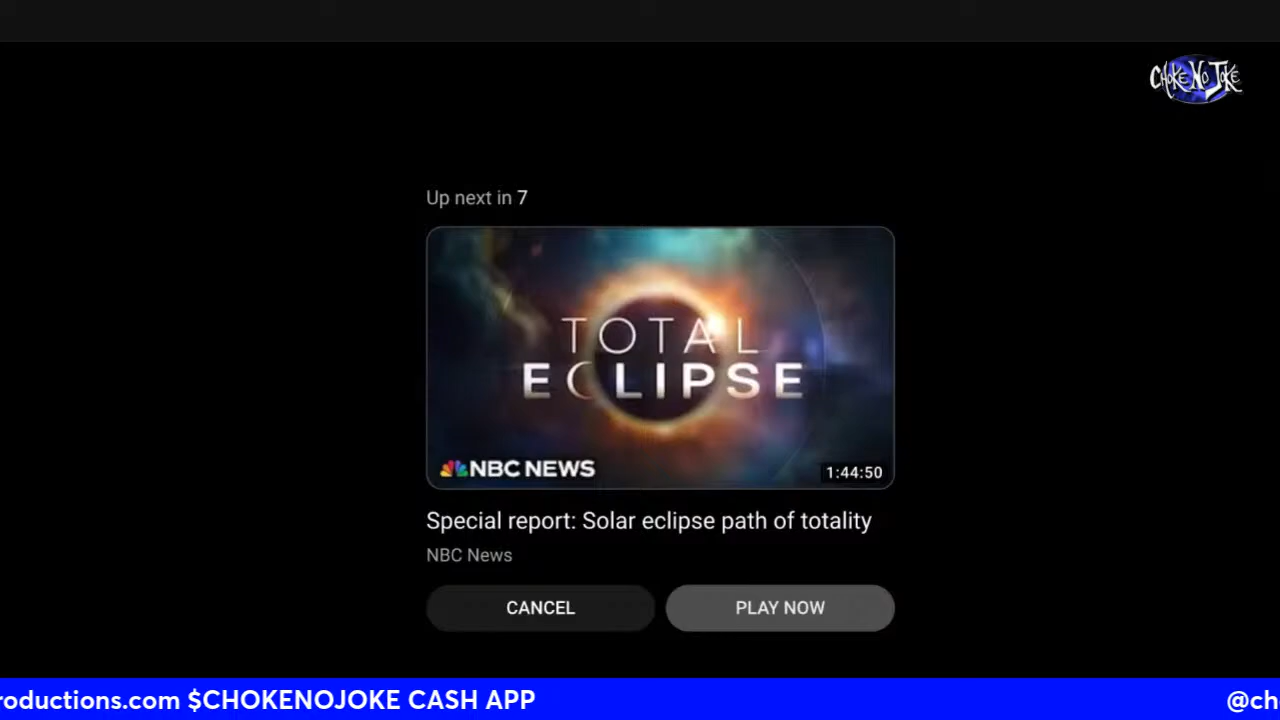 CHOKE NO JOKE
Up next in 7
TOTAL
ECLIPSE
NBC NEWS
1:44:50
Special report: Solar eclipse path of totality
NBC News
CANCEL
PLAY NOW
roductions.com $CHOKENOJOKE CASH APP
@ch